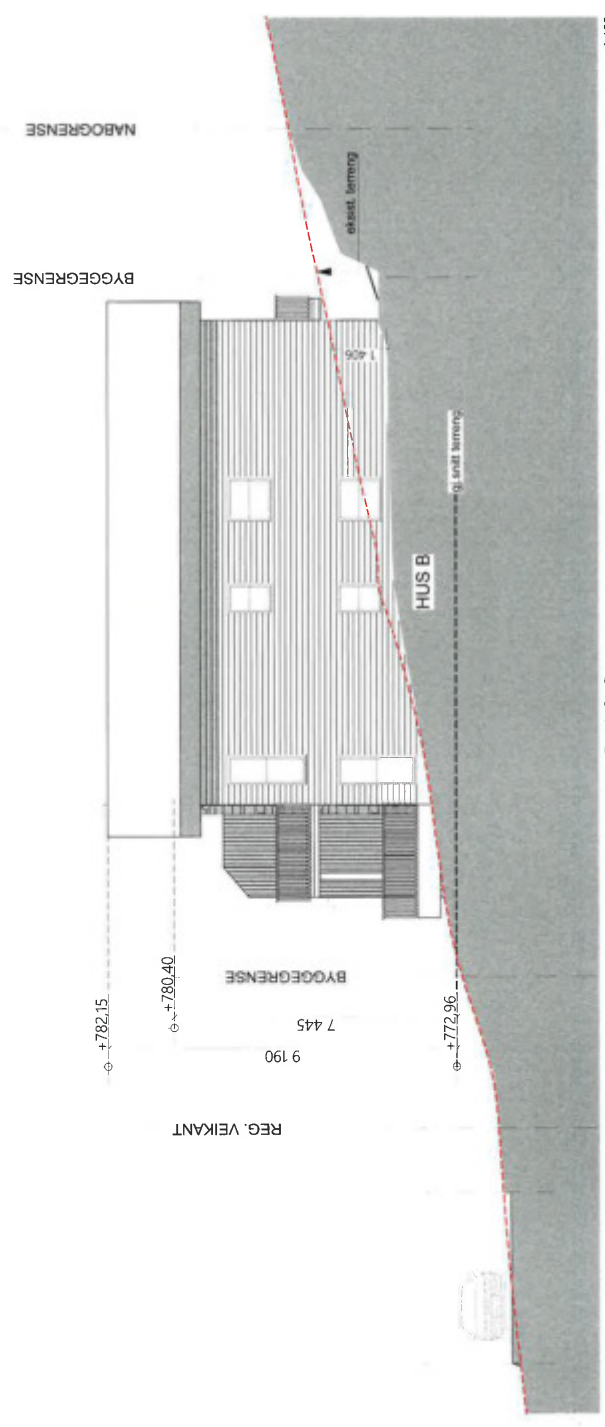 NABOGRENSE
BYGGEGRENSE
eksist. terreng
1 406
gj.snitt terreng
HUS B
BYGGEGRENSE
+782,15
+780,40
+772,96
7 445
9 190
REG. VEIKANT